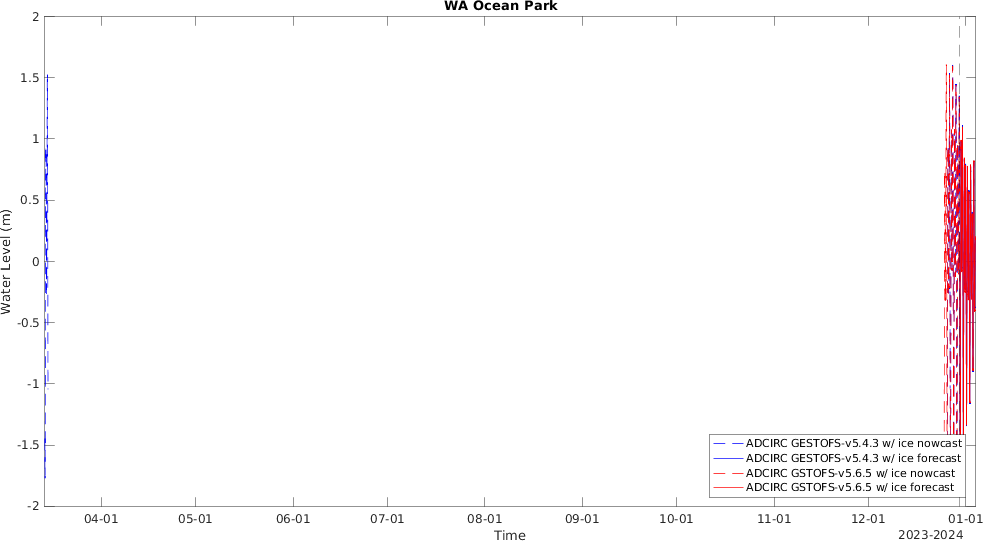 WA Ocean Park
Water Level (m)
2
1.5
1
0.5
0
-0.5
-1
-1.5
-2
ADCIRC GESTOFS-v5.4.3 w/ ice nowcast
ADCIRC GESTOFS-v5.4.3 w/ ice forecast
ADCIRC GSTOFS-v5.6.5 w/ ice nowcast
ADCIRC GSTOFS-v5.6.5 w/ ice forecast
04-01 05-01 06-01 07-01 08-01 09-01 10-01 11-01 12-01 01-01
Time
2023-2024